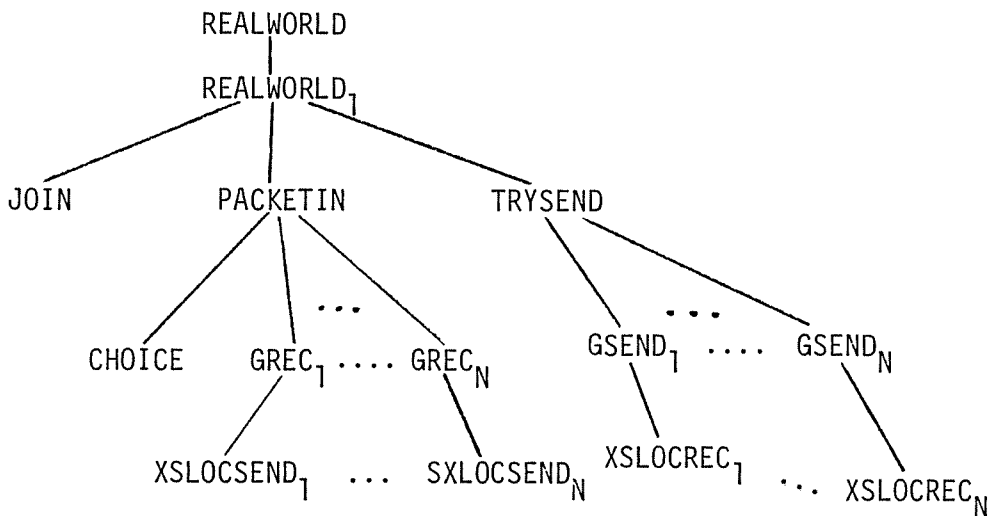 REALWORLD
REALWORLD1
JOIN PACKETIN TRYSEND
... ...
CHOICE GREC1 .... GRECN GSEND1 .... GSENDN
XSLOCSEND1 ... SXLOCSENDN XSLOCREC1 ... XSLOCRECN